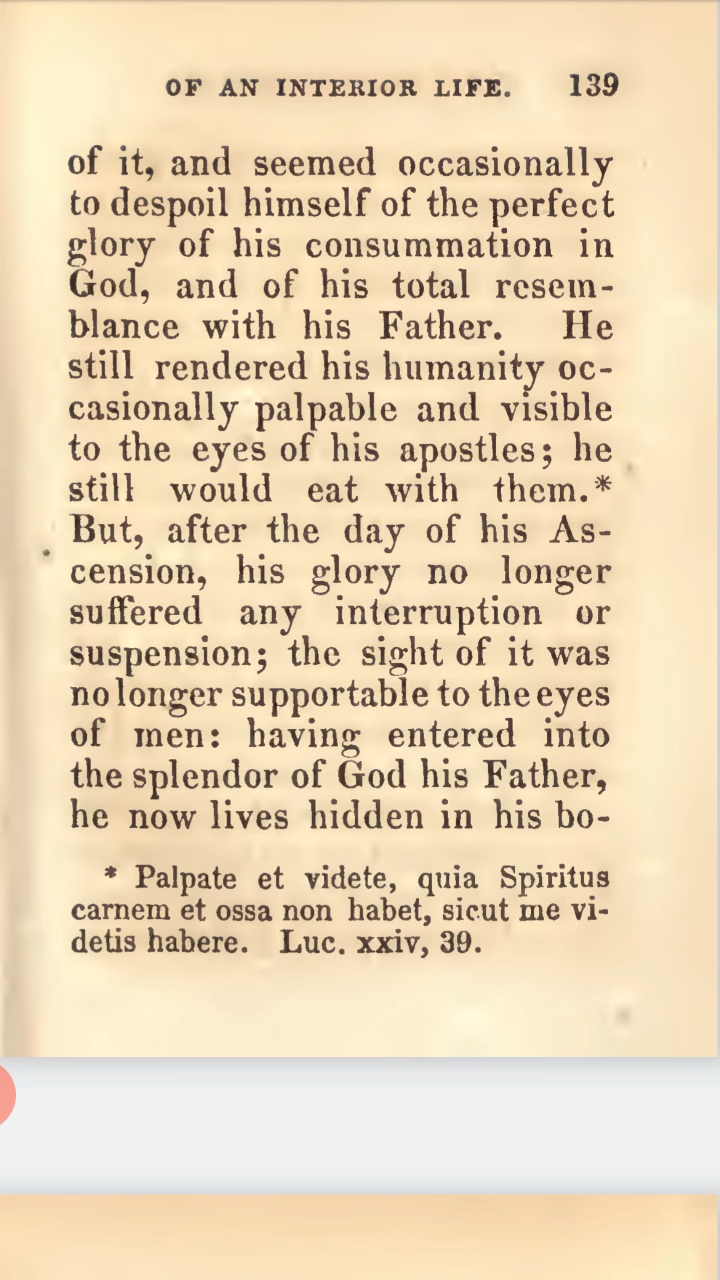 OF AN INTERIOR LIFE. 139
of it, and seemed occasionally
to despoil himself of the perfect
glory of his consummation in
God, and of his total resem-
blance with his Father. He
still rendered his humanity oc-
casionally palpable and visible
to the eyes of his apostles; he
still would eat with them.*
But, after the day of his As-
cension, his glory no longer
suffered any interruption or
suspension; the sight of it was
no longer supportable to the eyes
of men: having entered into
the splendor of God his Father,
he now lives hidden in his bo-
* Palpate et videte, quia Spiritus
carnem et ossa non habet, sicut me vi-
detis habere. Luc. xxiv, 39.